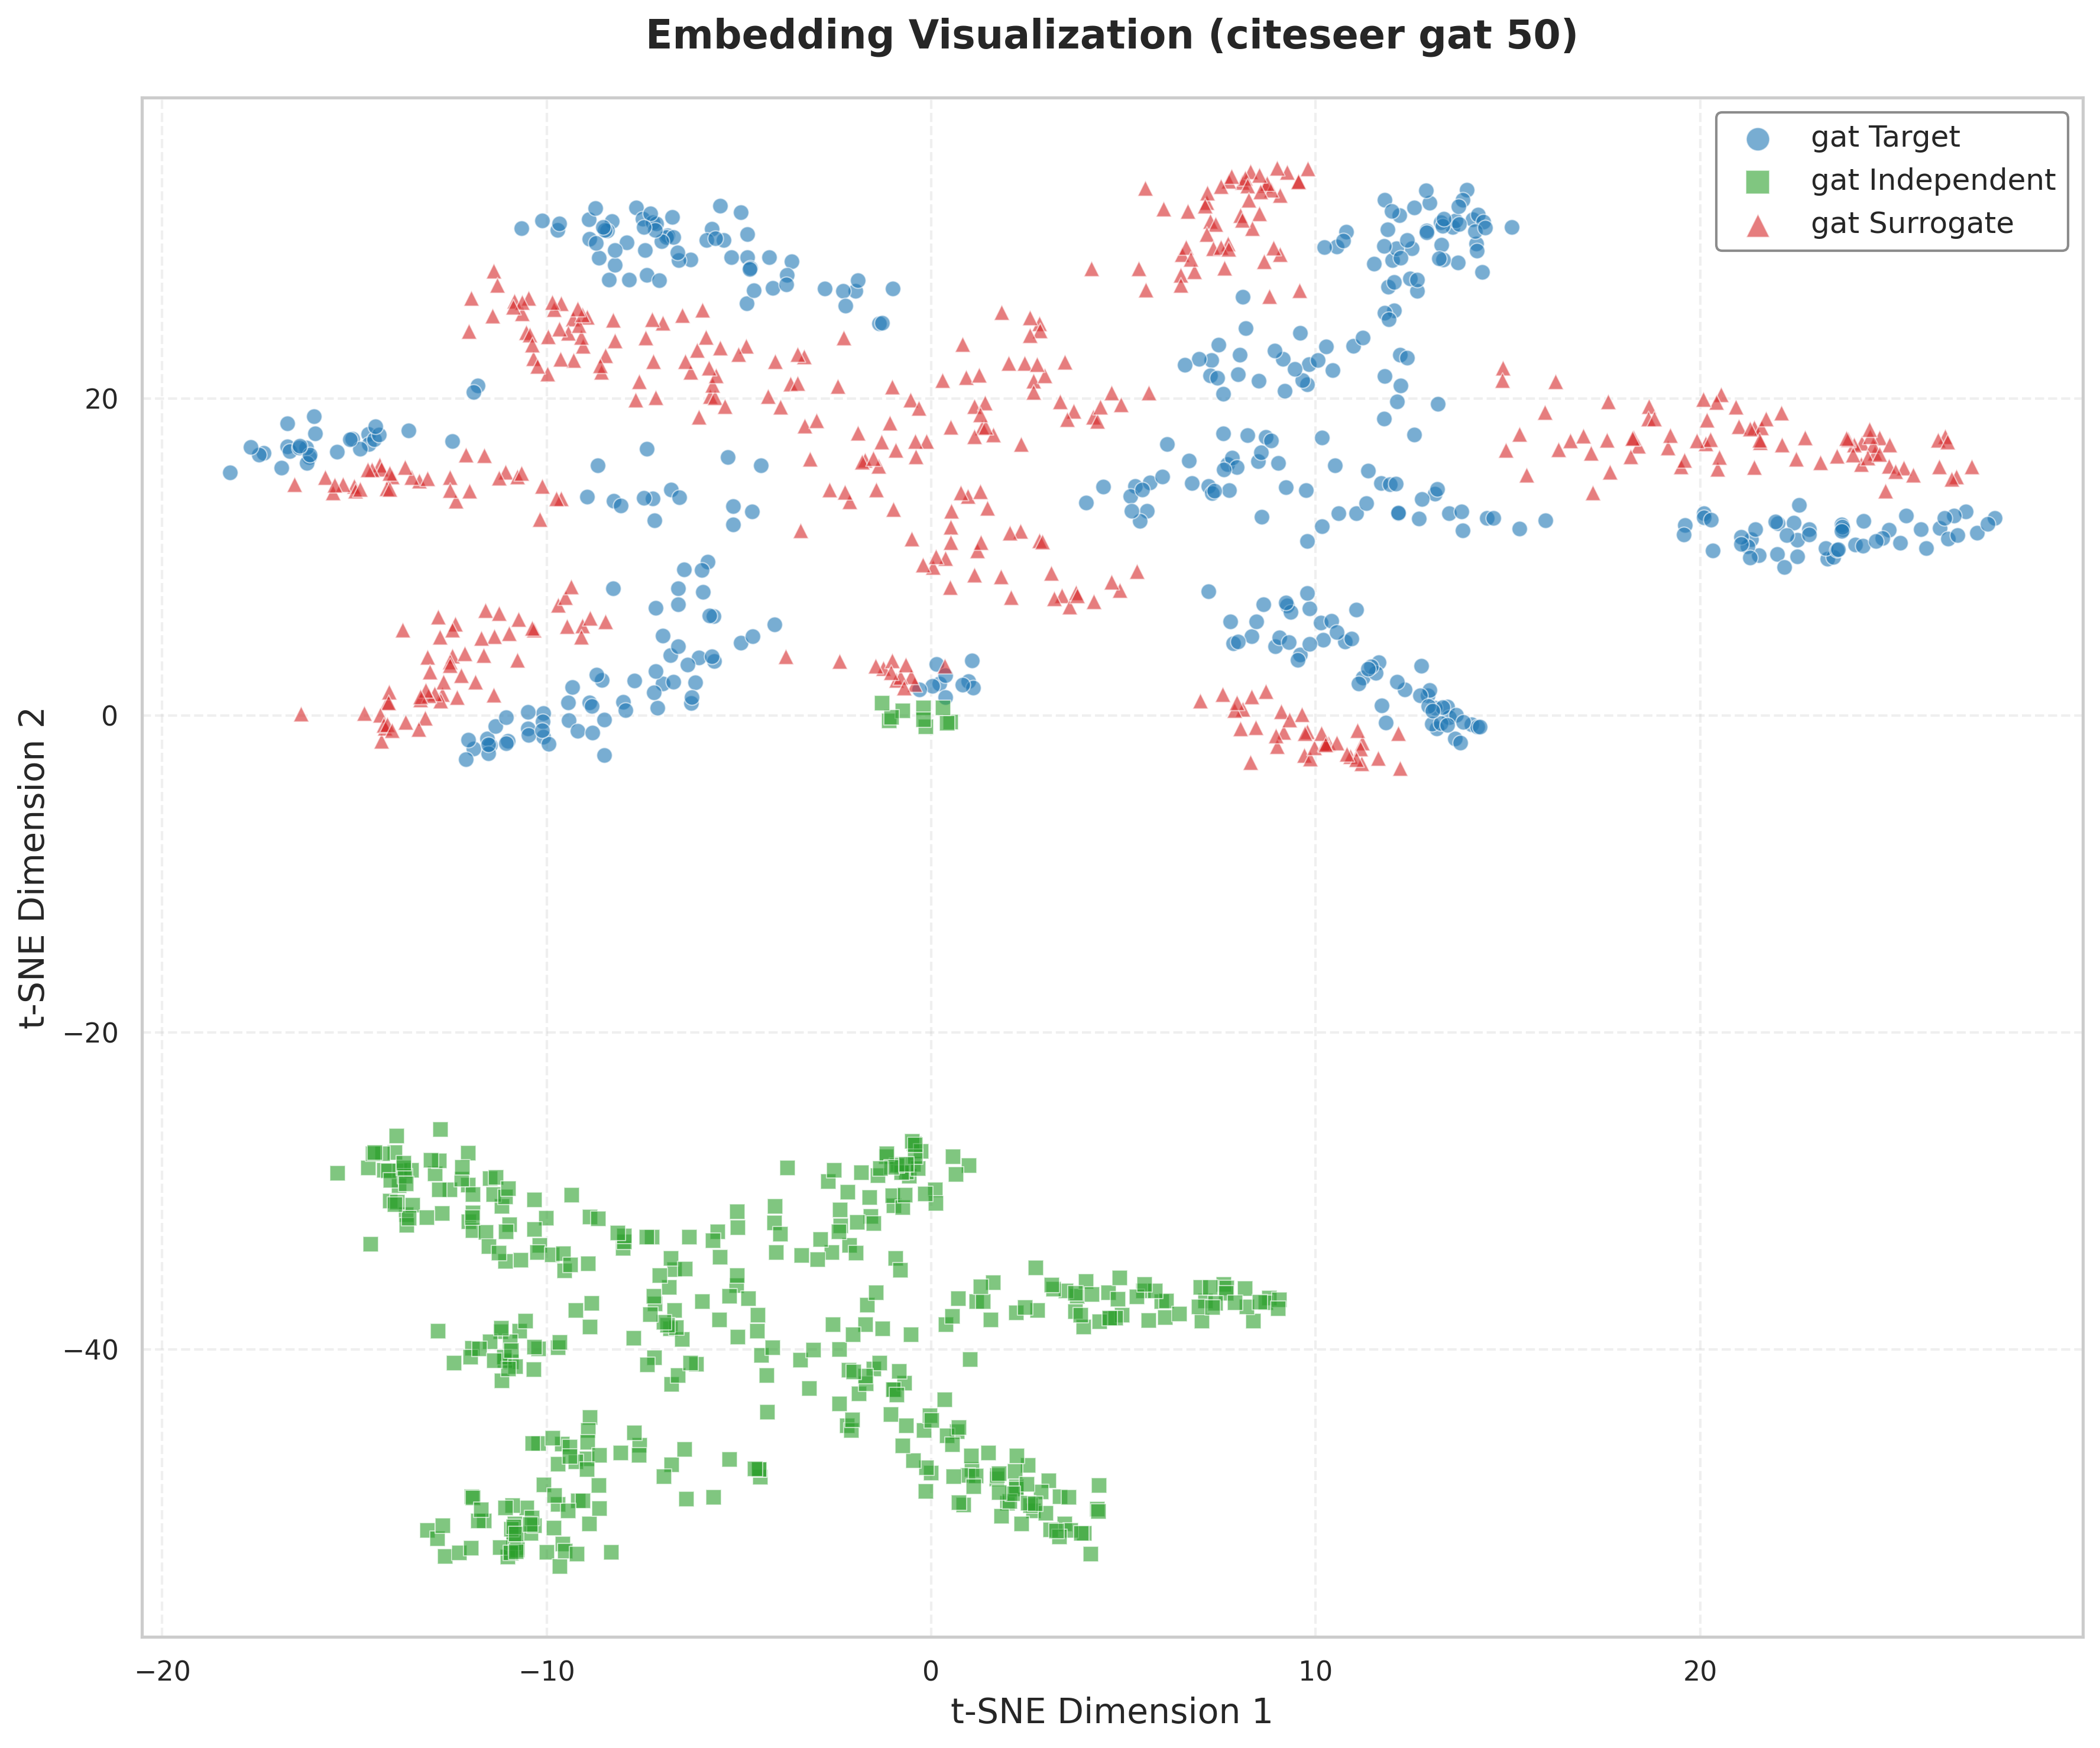 Embedding Visualization (citeseer gat 50)
gat Target
gat Independent
gat Surrogate
t-SNE Dimension 2
20
0
−20
−40
−20
−10
0
10
20
t-SNE Dimension 1